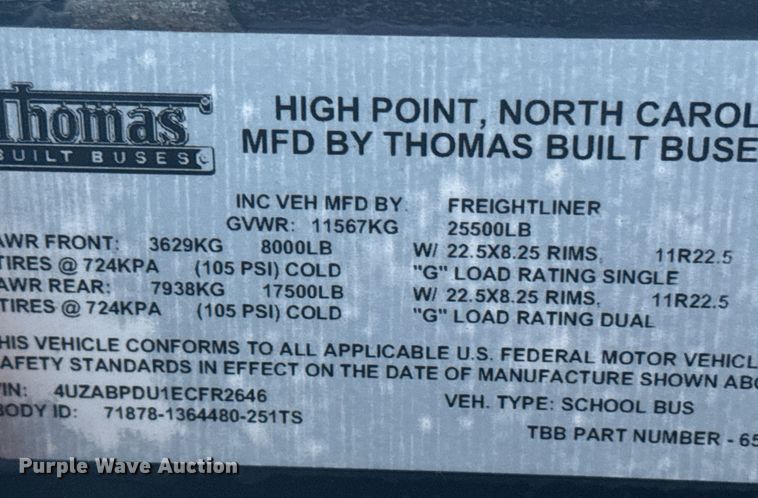 Thomas
BUILT BUSES
HIGH POINT, NORTH CAROL
MFD BY THOMAS BUILT BUSE
INC VEH MFD BY: FREIGHTLINER
GVWR: 11567KG 25500LB
AWR FRONT: 3629KG 8000LB W/ 22.5X8.25 RIMS, 11R22.5
TIRES @ 724KPA (105 PSI) COLD "G" LOAD RATING SINGLE
AWR REAR: 7938KG 17500LB W/ 22.5X8.25 RIMS, 11R22.5
TIRES @ 724KPA (105 PSI) COLD "G" LOAD RATING DUAL
HIS VEHICLE CONFORMS TO ALL APPLICABLE U.S. FEDERAL MOTOR VEHICL
AFETY STANDARDS IN EFFECT ON THE DATE OF MANUFACTURE SHOWN ABO
VIN: 4UZABPDU1ECFR2646 VEH. TYPE: SCHOOL BUS
BODY ID: 71878-1364480-251TS
TBB PART NUMBER - 65
Purple Wave Auction